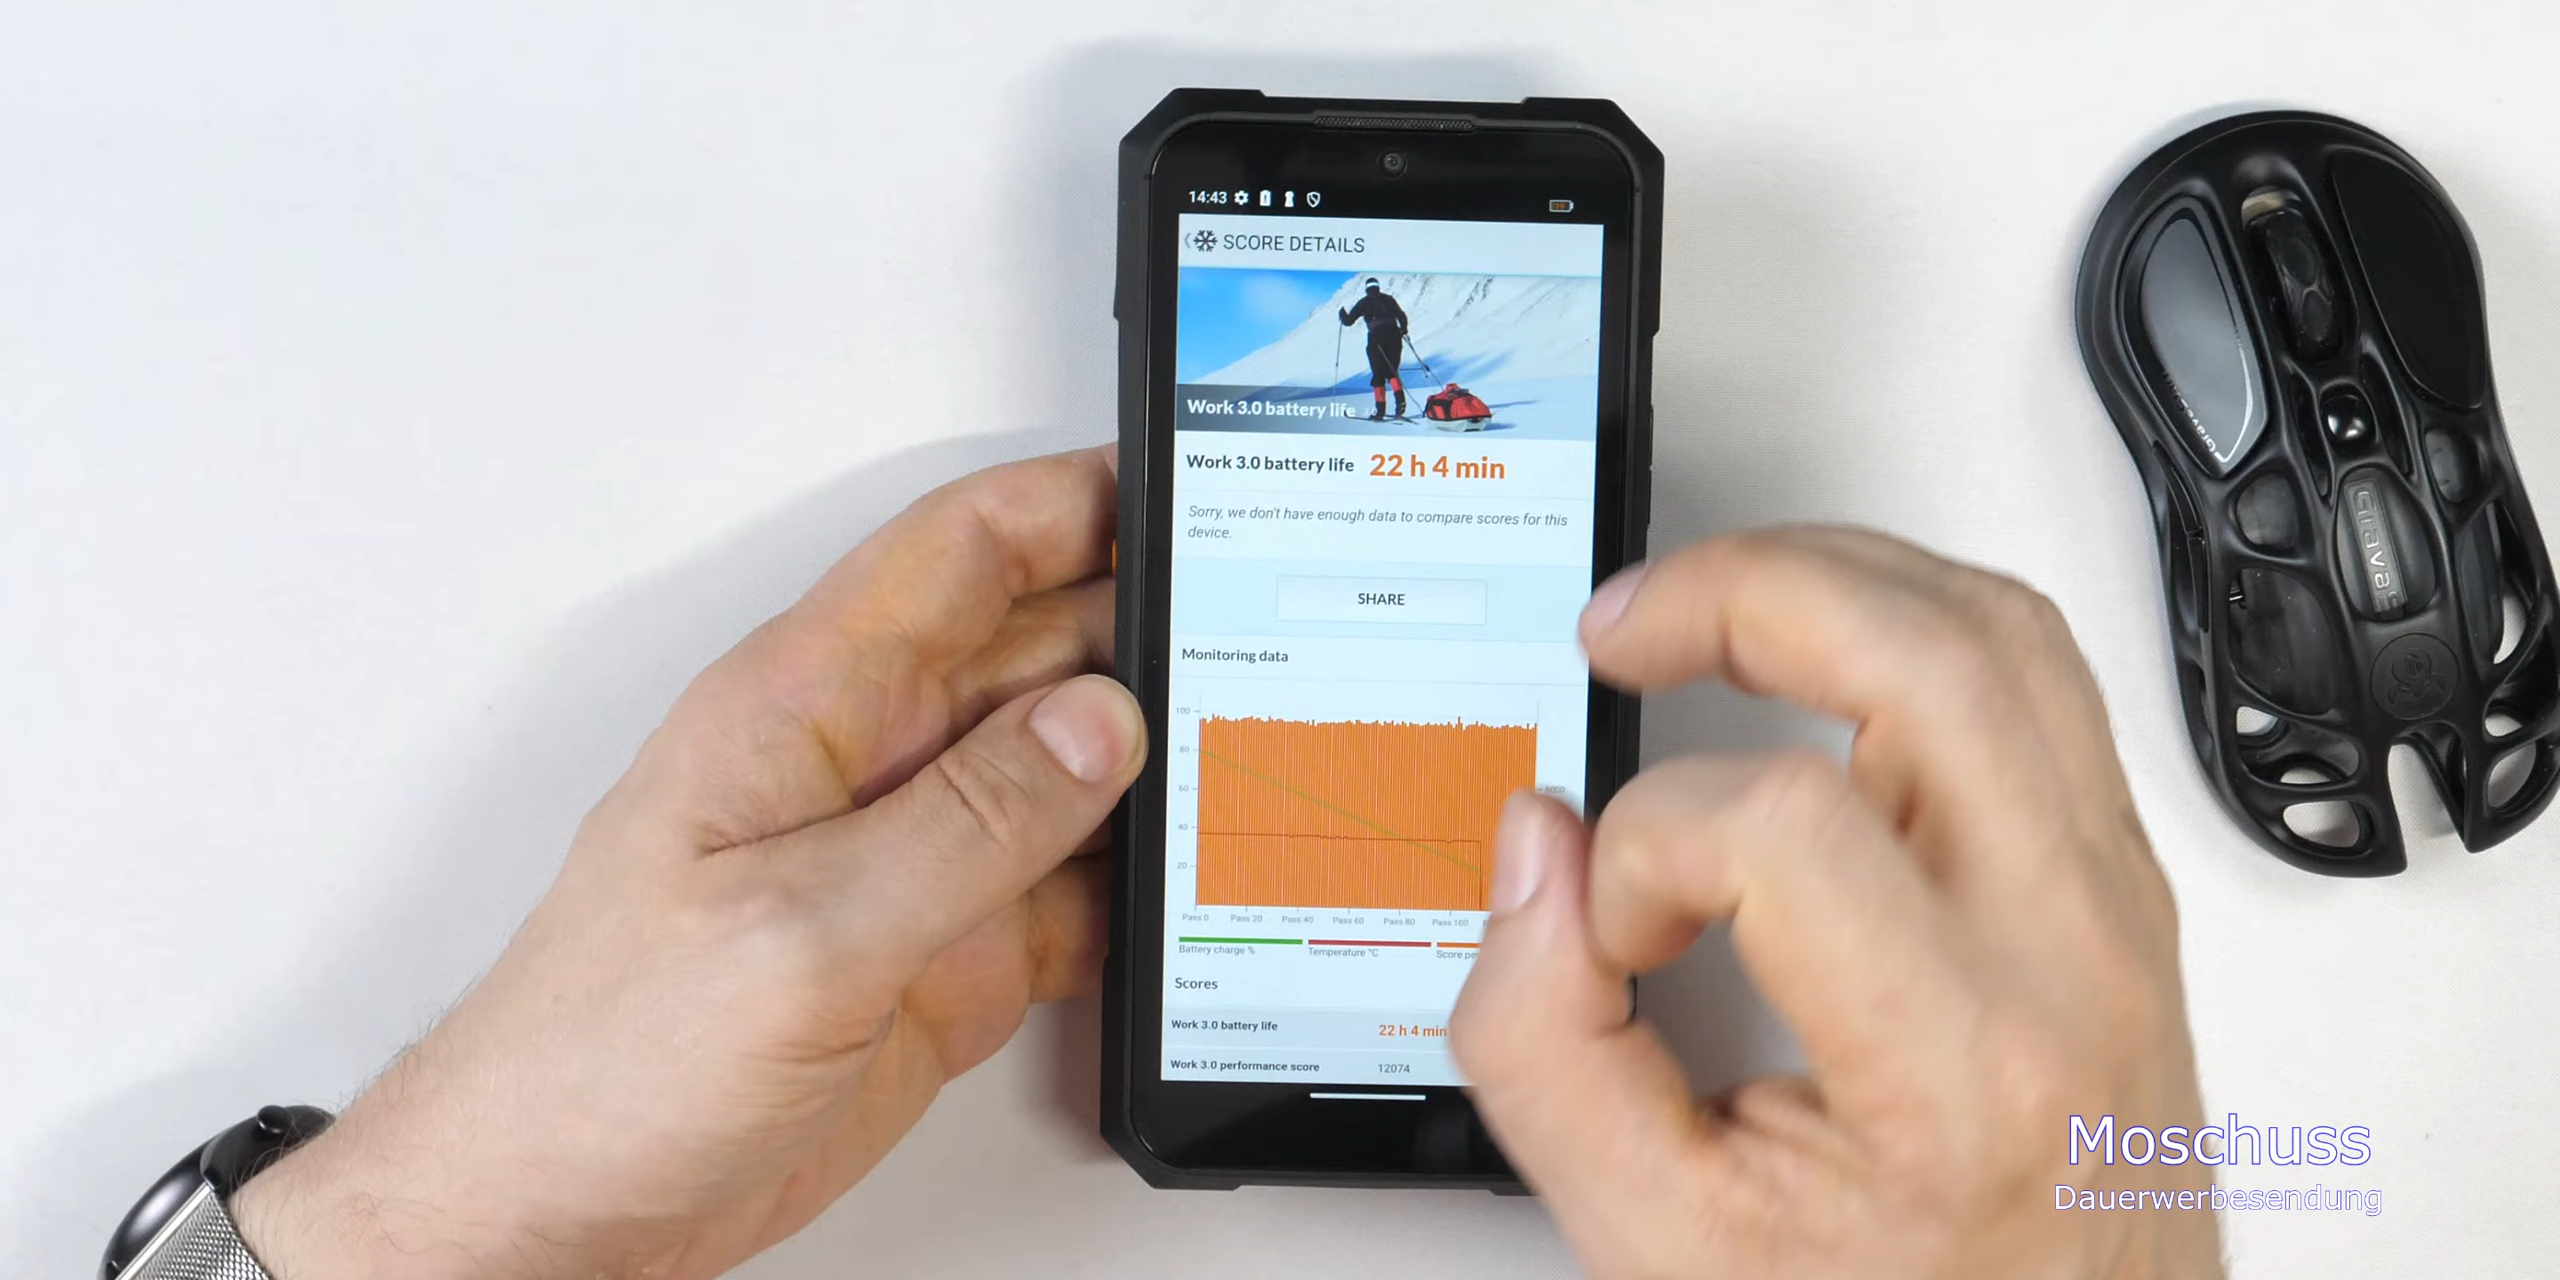 14:43
SCORE DETAILS
Work 3.0 battery life
Work 3.0 battery life 22 h 4 min
Sorry, we don't have enough data to compare scores for this
device.
SHARE
Monitoring data
100
80
60
8000
40
20
Pass 0 Pass 20 Pass 40 Pass 60 Pass 80 Pass 100
Battery charge % Temperature °C Score pe
Scores
Work 3.0 battery life 22 h 4 min
Work 3.0 performance score 12074
Moschuss
Dauerwerbesendung